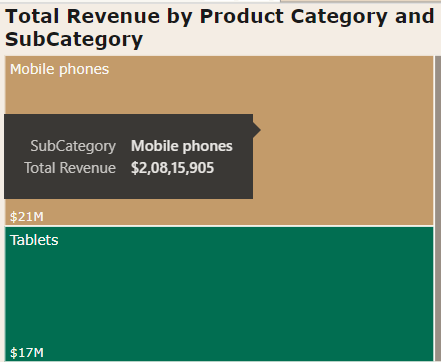 Total Revenue by Product Category and
SubCategory
Mobile phones
SubCategory Mobile phones
Total Revenue $2,08,15,905
$21M
Tablets
$17M